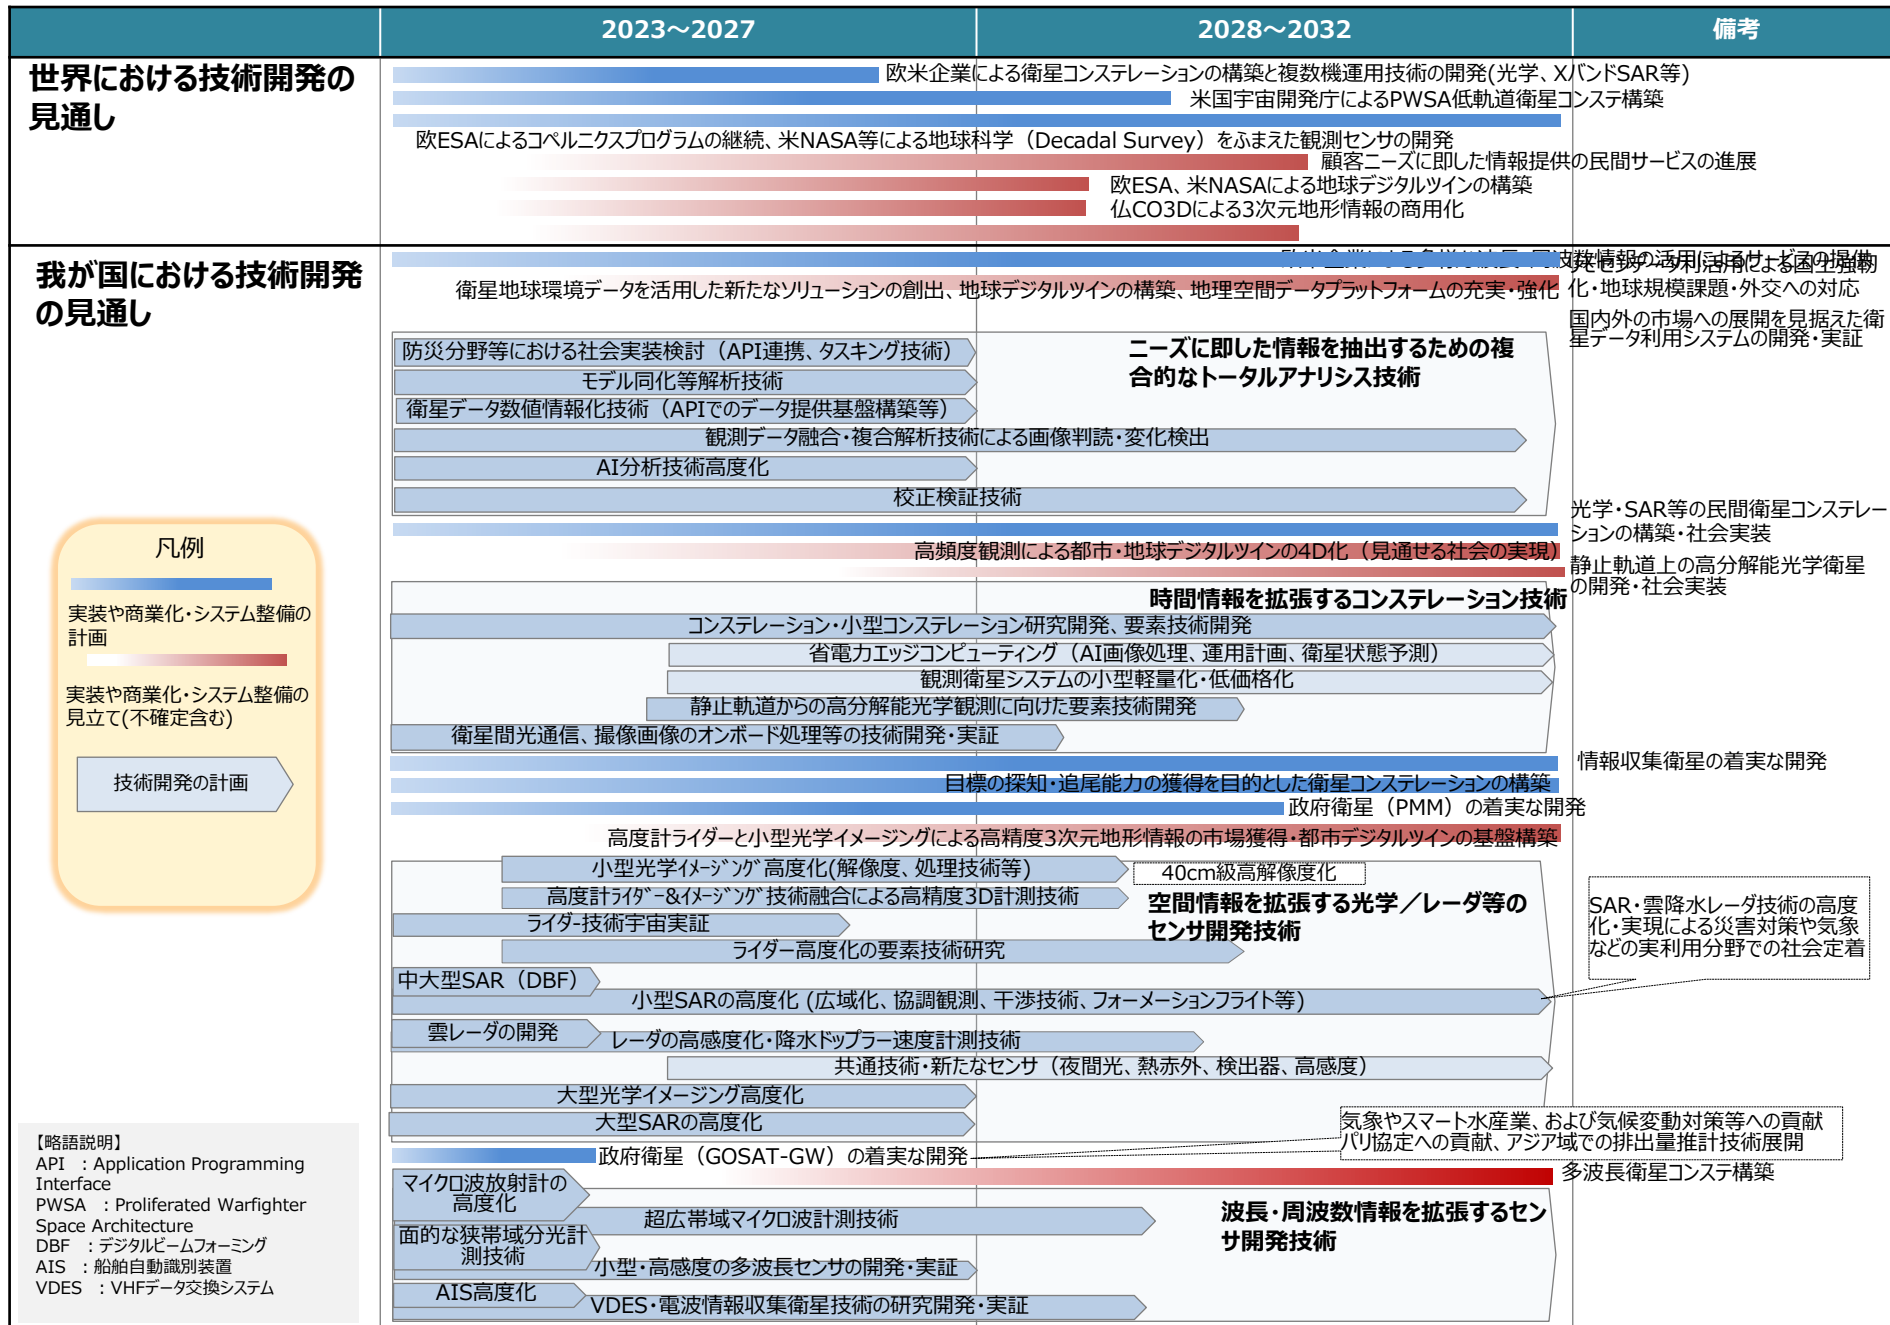 2023～2027
2028～2032
備考
世界における技術開発の
見通し
欧米企業による衛星コンステレーションの構築と複数機運用技術の開発(光学、XバンドSAR等)
米国宇宙開発庁によるPWSA低軌道衛星コンステ構築
欧ESAによるコペルニクスプログラムの継続、米NASA等による地球科学（Decadal Survey）をふまえた観測センサの開発
顧客ニーズに即した情報提供の民間サービスの進展
欧ESA、米NASAによる地球デジタルツインの構築
仏CO3Dによる3次元地形情報の商用化
我が国における技術開発
の見通し
欧米企業による多様な波長・周波数情報の活用によるサービスの提供
リモセンデータ利活用による国土強靭
化・地球規模課題・外交への対応
衛星地球環境データを活用した新たなソリューションの創出、地球デジタルツインの構築、地理空間データプラットフォームの充実・強化
国内外の市場への展開を見据えた衛
星データ利用システムの開発・実証
防災分野等における社会実装検討（API連携、タスキング技術）
ニーズに即した情報を抽出するための複
合的なトータルアナリシス技術
モデル同化等解析技術
衛星データ数値情報化技術（APIでのデータ提供基盤構築等）
観測データ融合・複合解析技術による画像判読・変化検出
AI分析技術高度化
校正検証技術
光学・SAR等の民間衛星コンステレー
ションの構築・社会実装
高頻度観測による都市・地球デジタルツインの4D化（見通せる社会の実現）
静止軌道上の高分解能光学衛星
の開発・社会実装
時間情報を拡張するコンステレーション技術
コンステレーション・小型コンステレーション研究開発、要素技術開発
省電力エッジコンピューティング（AI画像処理、運用計画、衛星状態予測）
観測衛星システムの小型軽量化・低価格化
静止軌道からの高分解能光学観測に向けた要素技術開発
衛星間光通信、撮像画像のオンボード処理等の技術開発・実証
情報収集衛星の着実な開発
目標の探知・追尾能力の獲得を目的とした衛星コンステレーションの構築
政府衛星（PMM）の着実な開発
高度計ライダーと小型光学イメージングによる高精度3次元地形情報の市場獲得・都市デジタルツインの基盤構築
小型光学ｲﾒｰｼﾞﾝｸﾞ高度化(解像度、処理技術等)
40cm級高解像度化
高度計ﾗｲﾀﾞｰ&ｲﾒｰｼﾞﾝｸﾞ技術融合による高精度3D計測技術
空間情報を拡張する光学／レーダ等の
センサ開発技術
ライダｰ技術宇宙実証
ライダー高度化の要素技術研究
SAR・雲降水レーダ技術の高度
化・実現による災害対策や気象
などの実利用分野での社会定着
中大型SAR（DBF）
小型SARの高度化 (広域化、協調観測、干渉技術、フォーメーションフライト等)
雲レーダの開発
レーダの高感度化・降水ドップラー速度計測技術
共通技術・新たなセンサ（夜間光、熱赤外、検出器、高感度）
大型光学イメージング高度化
大型SARの高度化
気象やスマート水産業、および気候変動対策等への貢献
パリ協定への貢献、アジア域での排出量推計技術展開
政府衛星（GOSAT-GW）の着実な開発
多波長衛星コンステ構築
マイクロ波放射計の
高度化
超広帯域マイクロ波計測技術
波長・周波数情報を拡張するセン
サ開発技術
面的な狭帯域分光計
測技術
小型・高感度の多波長センサの開発・実証
AIS高度化
VDES・電波情報収集衛星技術の研究開発・実証
凡例
実装や商業化・システム整備の
計画
実装や商業化・システム整備の
見立て(不確定含む)
技術開発の計画
【略語説明】
API ：Application Programming
Interface
PWSA ：Proliferated Warfighter
Space Architecture
DBF ：デジタルビームフォーミング
AIS ：船舶自動識別装置
VDES ：VHFデータ交換システム